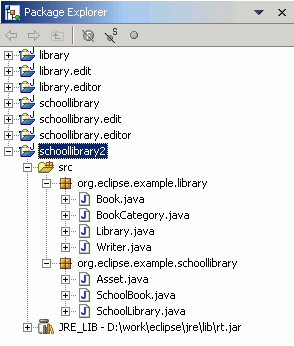 Package Explorer
library
library.edit
library.editor
schoollibrary
schoollibrary.edit
schoollibrary.editor
schoollibrary2
src
org.eclipse.example.library
Book.java
BookCategory.java
Library.java
Writer.java
org.eclipse.example.schoollibrary
Asset.java
SchoolBook.java
SchoolLibrary.java
JRE_LIB - D:\work\eclipse\jre\lib\rt.jar